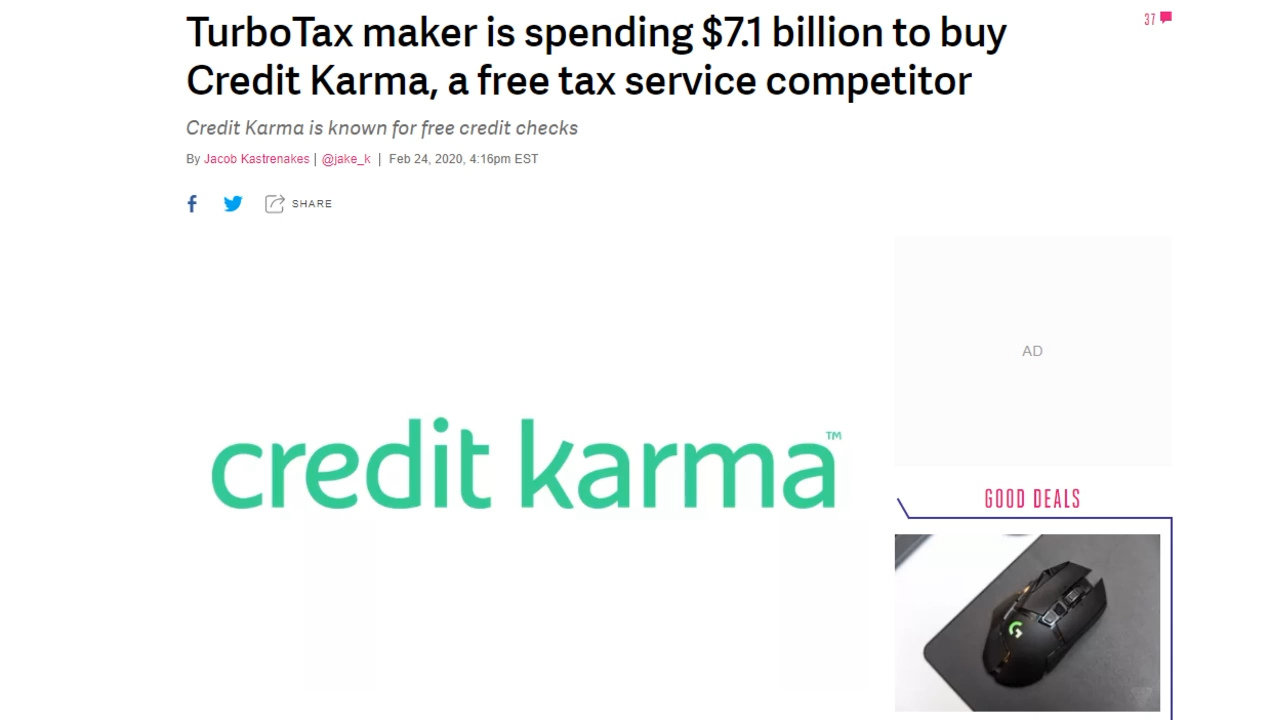 TurboTax maker is spending $7.1 billion to buy
Credit Karma, a free tax service competitor
37
Credit Karma is known for free credit checks
By Jacob Kastrenakes | @jake_k | Feb 24, 2020, 4:16pm EST
SHARE
AD
credit karma™
GOOD DEALS